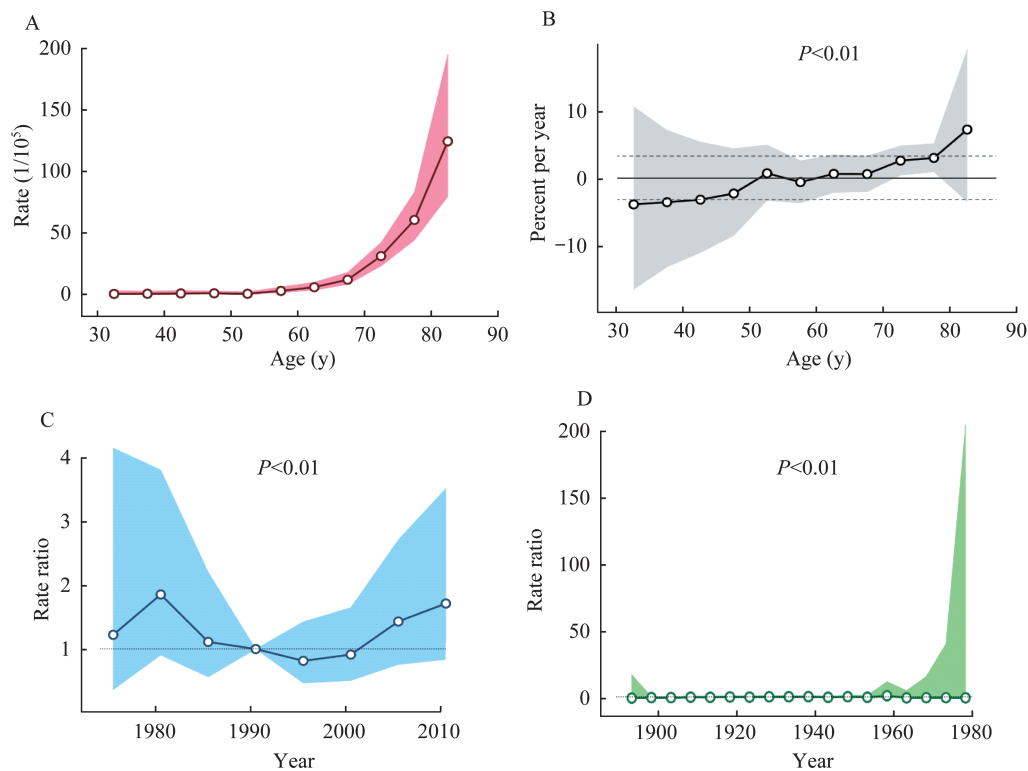 A
200
150
100
50
0
Rate (1/10⁵)
30 40 50 60 70 80 90
Age (y)
B
P<0.01
10
0
−10
Percent per year
30 40 50 60 70 80 90
Age (y)
C
P<0.01
4
3
2
1
Rate ratio
1980 1990 2000 2010
Year
D
P<0.01
200
150
100
50
0
Rate ratio
1900 1920 1940 1960 1980
Year